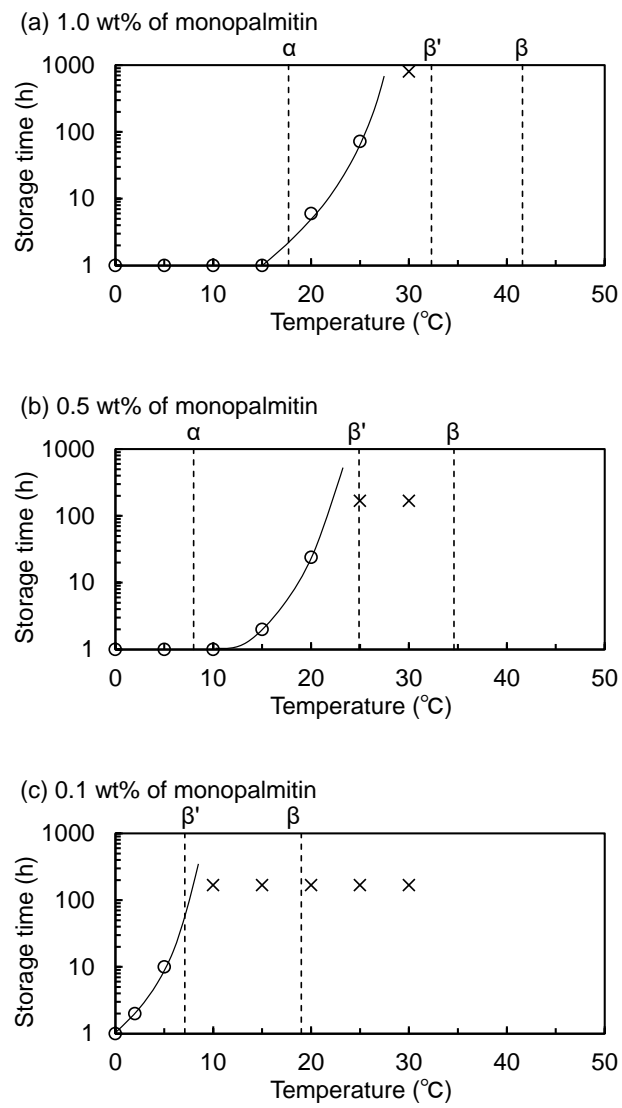 (a) 1.0 wt% of monopalmitin
α β' β
1000
100
10
1
Storage time (h)
0 10 20 30 40 50
Temperature (℃)
(b) 0.5 wt% of monopalmitin
α β' β
1000
100
10
1
Storage time (h)
0 10 20 30 40 50
Temperature (℃)
(c) 0.1 wt% of monopalmitin
β' β
1000
100
10
1
Storage time (h)
0 10 20 30 40 50
Temperature (℃)